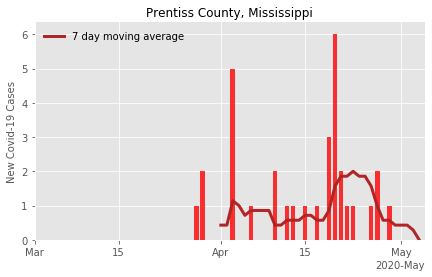 Prentiss County, Mississippi
7 day moving average
New Covid-19 Cases
6
5
4
3
2
1
0
Mar
15
Apr
15
May
2020-May